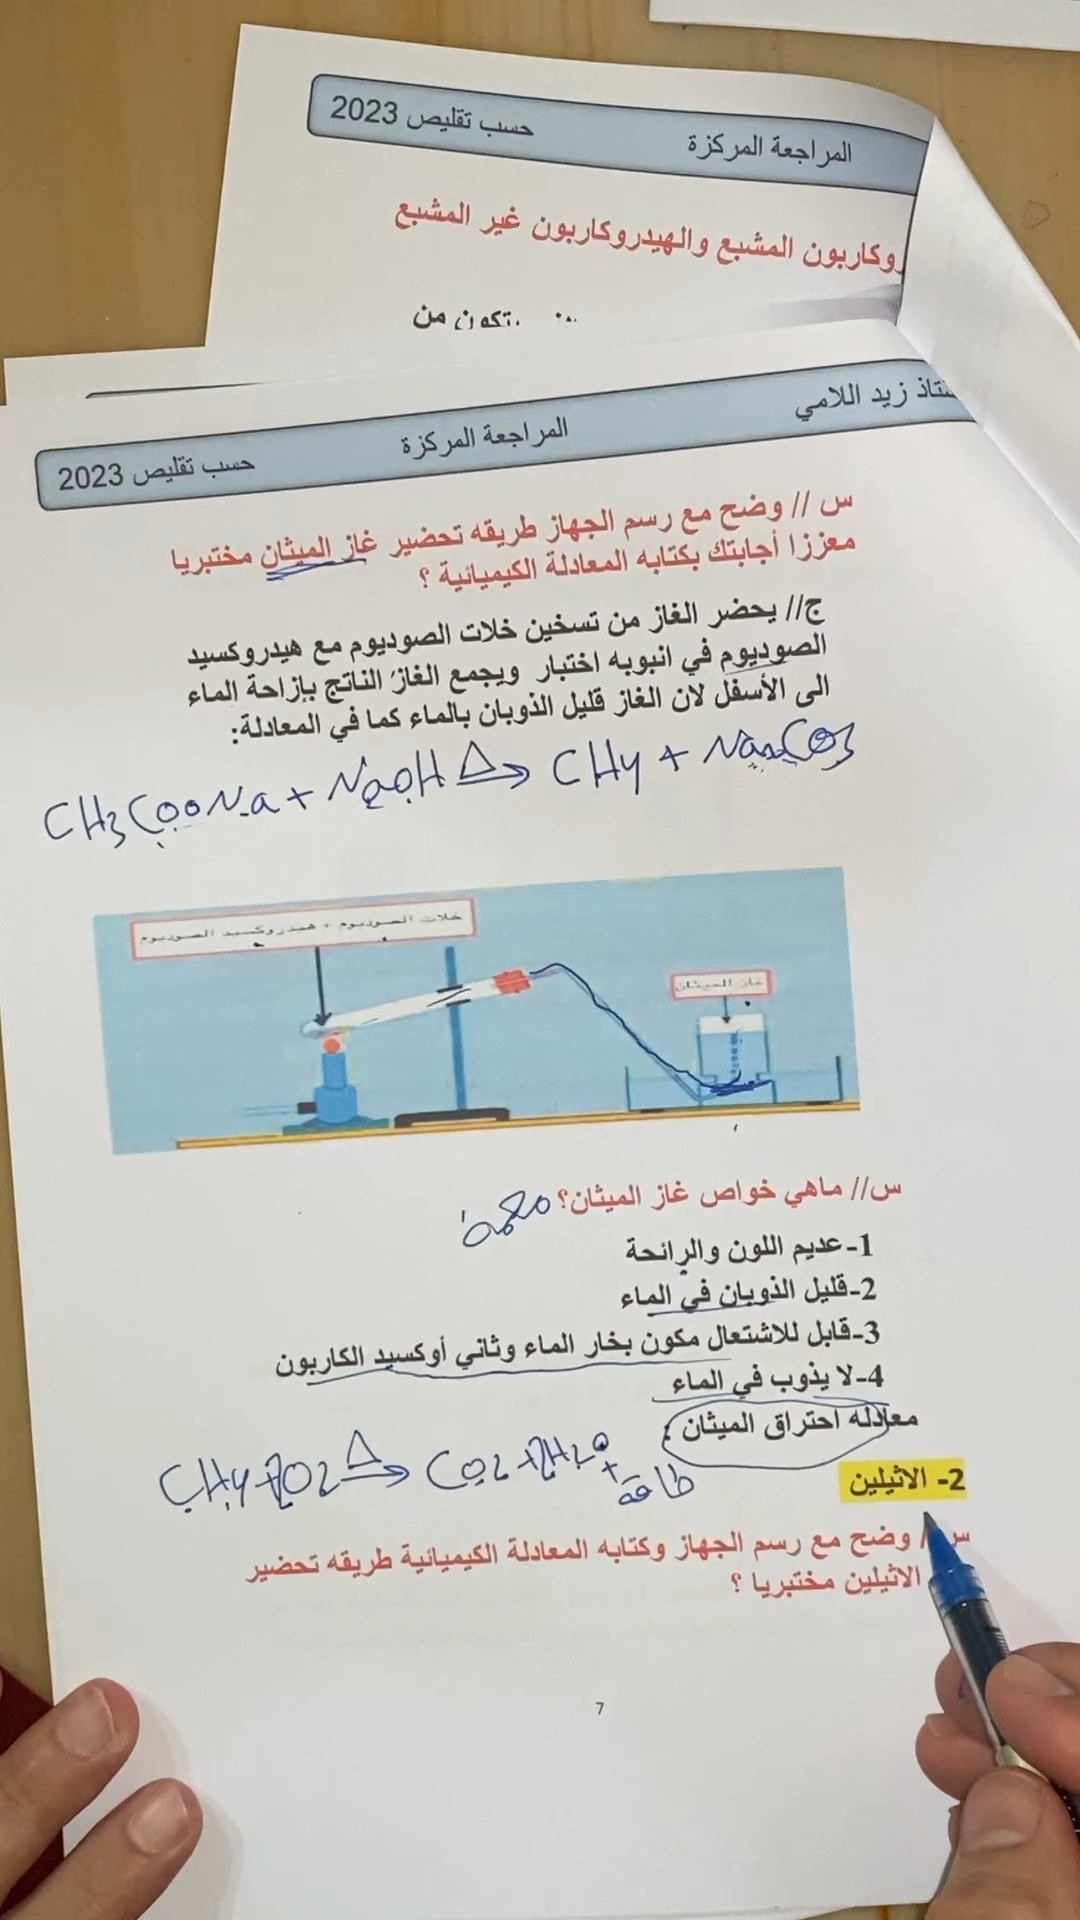 المراجعة المركزة حسب تقليص 2023
روكاربون المشبع والهيدروكاربون غير المشبع
تكون من
ستاذ زيد اللامي المراجعة المركزة حسب تقليص 2023
س // وضح مع رسم الجهاز طريقه تحضير غاز الميثان مختبريا
معززا أجابتك بكتابه المعادلة الكيميائية ؟
ج// يحضر الغاز من تسخين خلات الصوديوم مع هيدروكسيد
الصوديوم في انبوبه اختبار ويجمع الغاز الناتج بإزاحة الماء
الى الأسفل لان الغاز قليل الذوبان بالماء كما في المعادلة:
CH3COONa + NaOH Δ→ CH4 + Na2CO3
خلات الصوديوم + هيدروكسيد الصوديوم
غاز الميثان
س// ماهي خواص غاز الميثان؟ مهمة
1-عديم اللون والرائحة
2-قليل الذوبان في الماء
3-قابل للاشتعال مكون بخار الماء وثاني أوكسيد الكاربون
4-لا يذوب في الماء
معادله احتراق الميثان :
CH4 + 2O2 Δ→ CO2 + 2H2O + طاقة
2- الاثيلين
س / وضح مع رسم الجهاز وكتابه المعادلة الكيميائية طريقه تحضير
الاثيلين مختبريا ؟
7